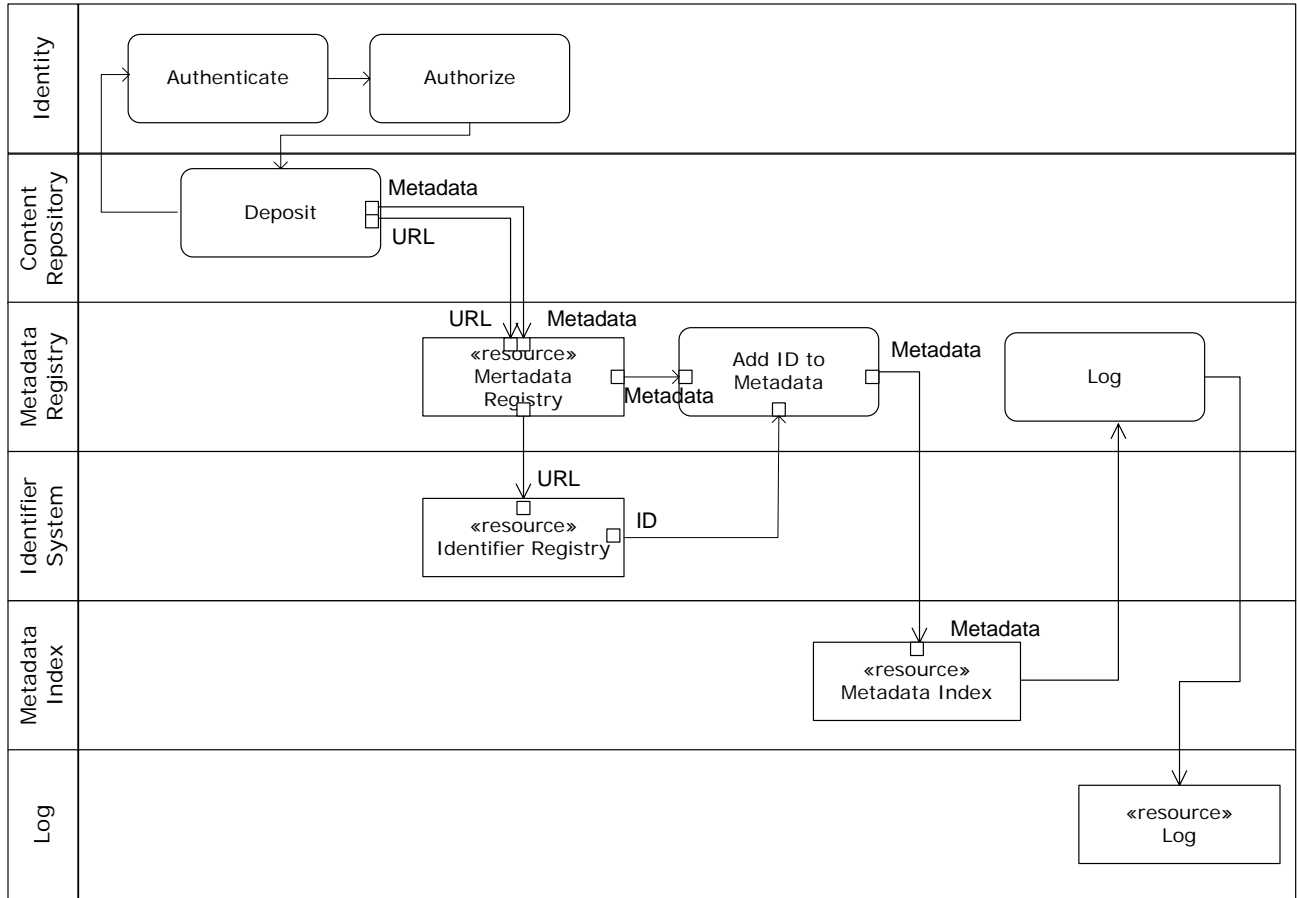 Identity
Authenticate
Authorize
Content
Repository
Deposit
Metadata
URL
Metadata
Registry
URL
Metadata
«resource»
Mertadata
Registry
Metadata
Add ID to
Metadata
Metadata
Log
Identifier
System
URL
«resource»
Identifier Registry
ID
Metadata
Index
Metadata
«resource»
Metadata Index
Log
«resource»
Log